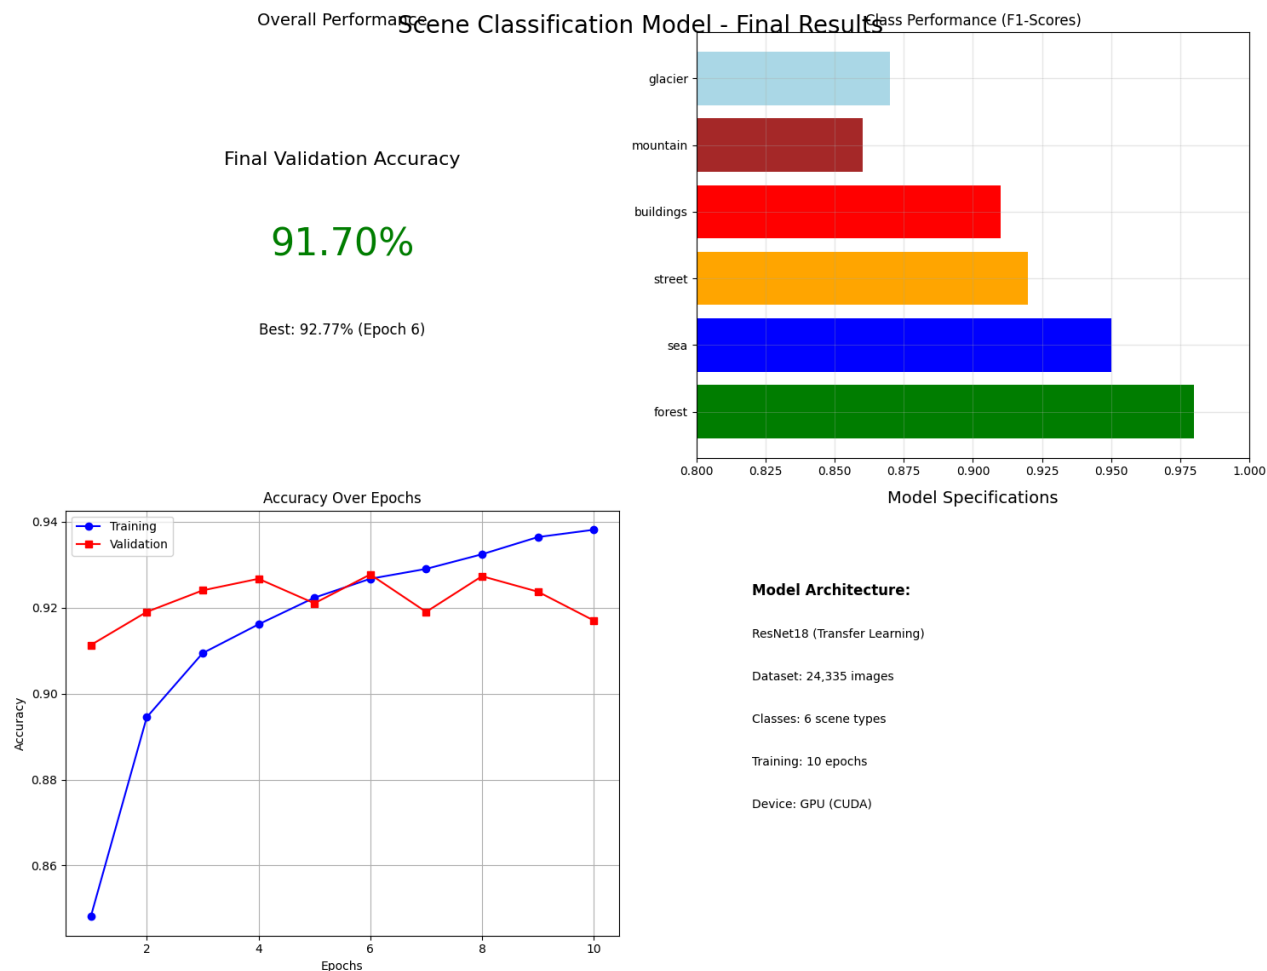 Scene Classification Model - Final Results
Overall Performance
Final Validation Accuracy
91.70%
Best: 92.77% (Epoch 6)
Class Performance (F1-Scores)
glacier
mountain
buildings
street
sea
forest
0.800 0.825 0.850 0.875 0.900 0.925 0.950 0.975 1.000
Accuracy Over Epochs
Training
Validation
0.94
0.92
0.90
0.88
0.86
Accuracy
2 4 6 8 10
Epochs
Model Specifications
Model Architecture:
ResNet18 (Transfer Learning)
Dataset: 24,335 images
Classes: 6 scene types
Training: 10 epochs
Device: GPU (CUDA)